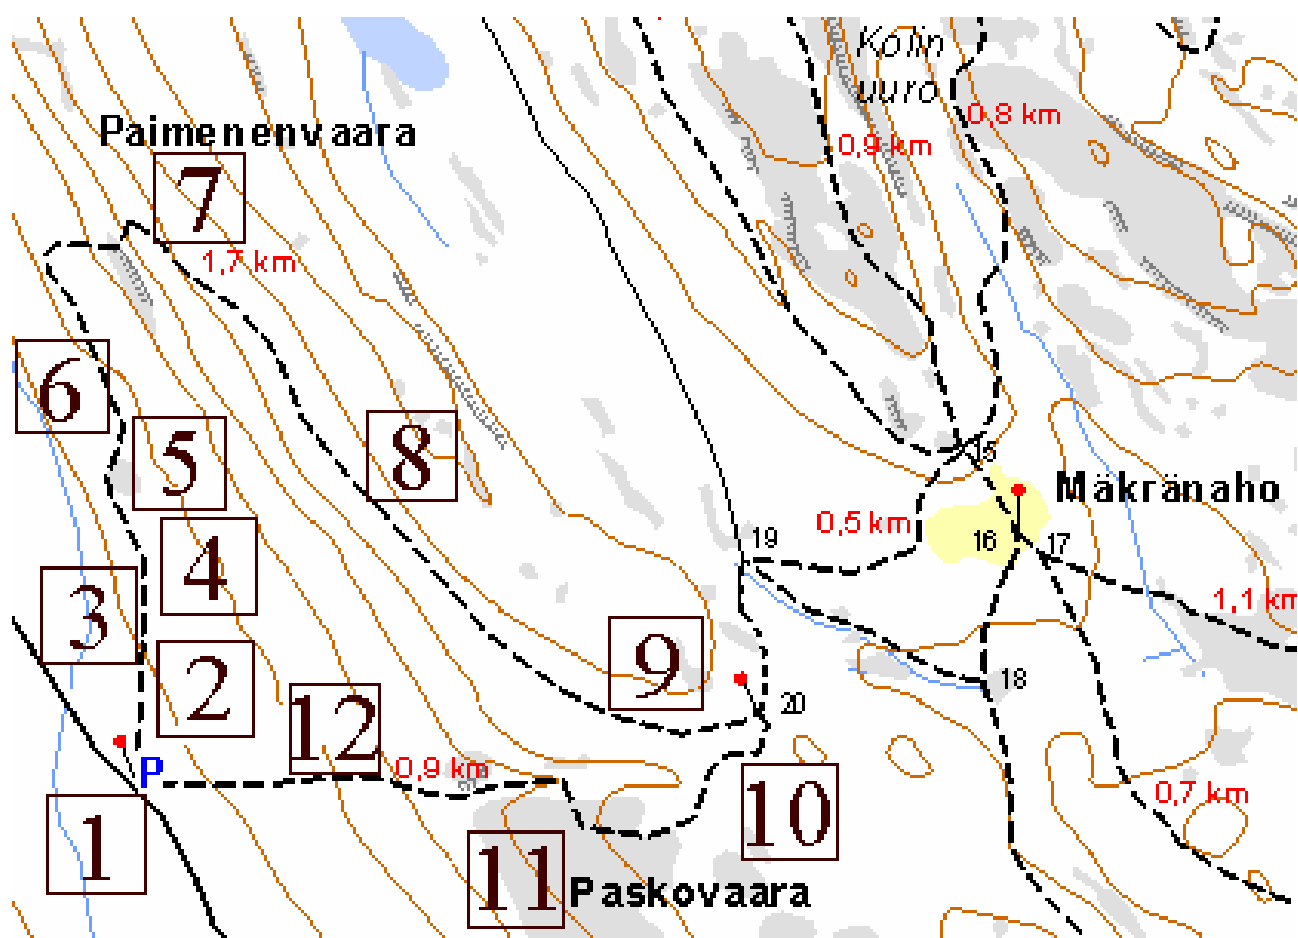 Kolin
uuro
0,8 km
0,9 km
Paimenenvaara
7
1,7 km
6
5
8
15
Mäkränaho
0,5 km
19
16
17
4
3
1,1 km
2
9
18
12
20
P
0,9 km
0,7 km
10
1
11
Paskovaara